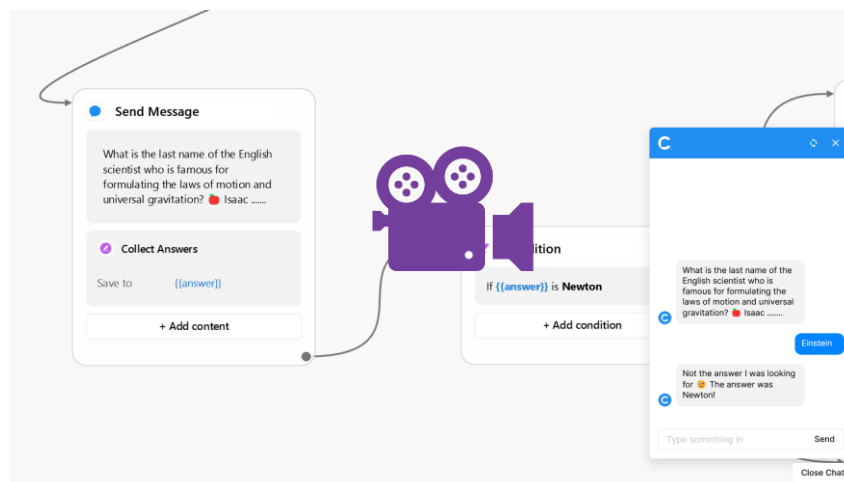 Send Message
What is the last name of the English
scientist who is famous for
formulating the laws of motion and
universal gravitation? 🍎 Isaac ......
Collect Answers
Save to {{answer}}
+ Add content
ition
If {{answer}} is Newton
+ Add condition
C
What is the last name of the
English scientist who is
famous for formulating the
laws of motion and universal
gravitation? 🍎 Isaac .......
C
Einstein
Not the answer I was looking
for 😉 The answer was
Newton!
C
Type something in Send
Close Chat